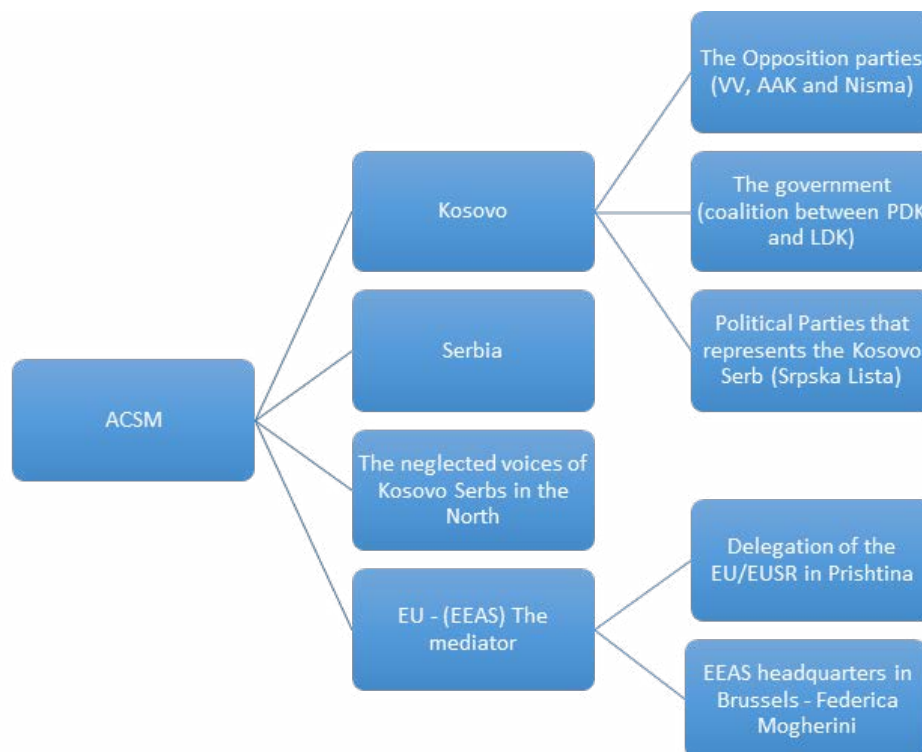 The Opposition parties
(VV, AAK and Nisma)
Kosovo
The government
(coalition between PDK
and LDK)
Political Parties that
represents the Kosovo
Serb (Srpska Lista)
Serbia
ACSM
The neglected voices of
Kosovo Serbs in the
North
Delegation of the
EU/EUSR in Prishtina
EU - (EEAS) The
mediator
EEAS headquarters in
Brussels - Federica
Mogherini